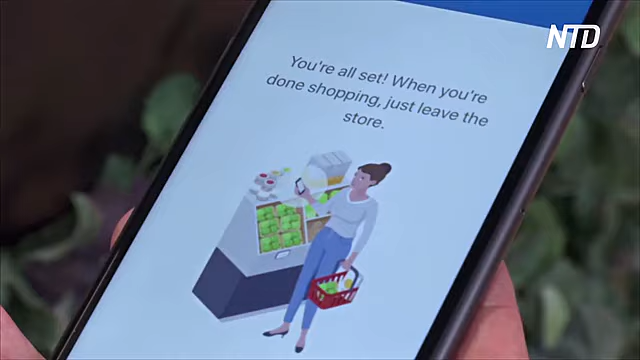 NTD
You're all set! When you're
done shopping, just leave the
store.